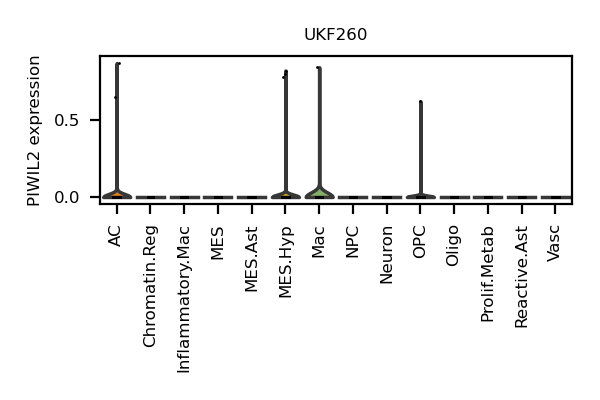 UKF260
PIWIL2 expression
0.5
0.0
AC
Chromatin.Reg
Inflammatory.Mac
MES
MES.Ast
MES.Hyp
Mac
NPC
Neuron
OPC
Oligo
Prolif.Metab
Reactive.Ast
Vasc